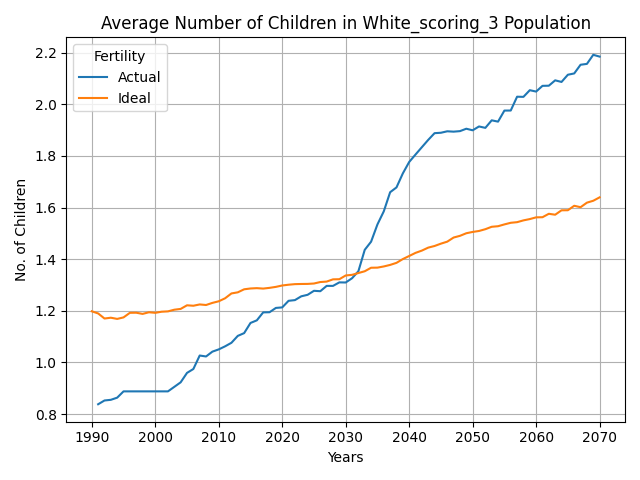 Average Number of Children in White_scoring_3 Population
Fertility
Actual
Ideal
2.2
2.0
1.8
1.6
1.4
1.2
1.0
0.8
No. of Children
1990 2000 2010 2020 2030 2040 2050 2060 2070
Years